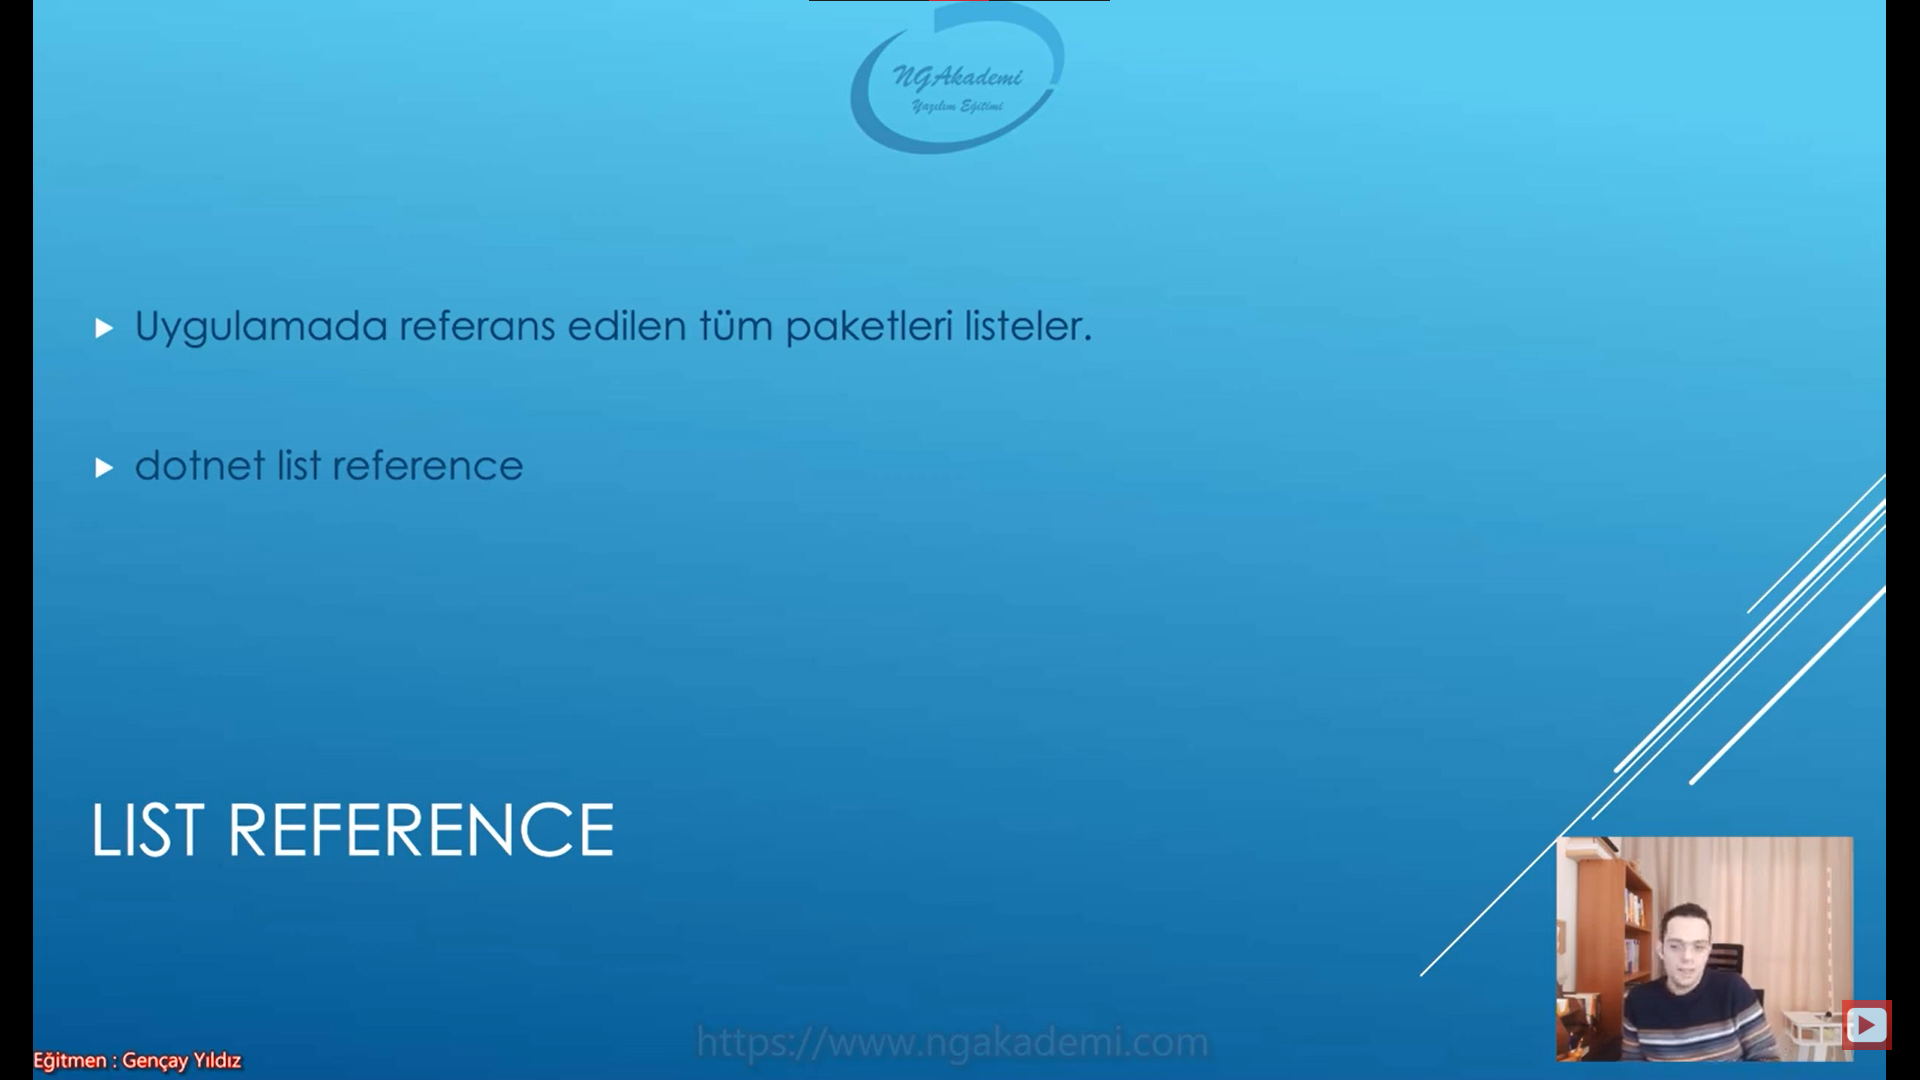 NGAkademi
Yazılım Eğitimi
Uygulamada referans edilen tüm paketleri listeler.
dotnet list reference
LIST REFERENCE
https://www.ngakademi.com
Eğitmen : Gençay Yıldız